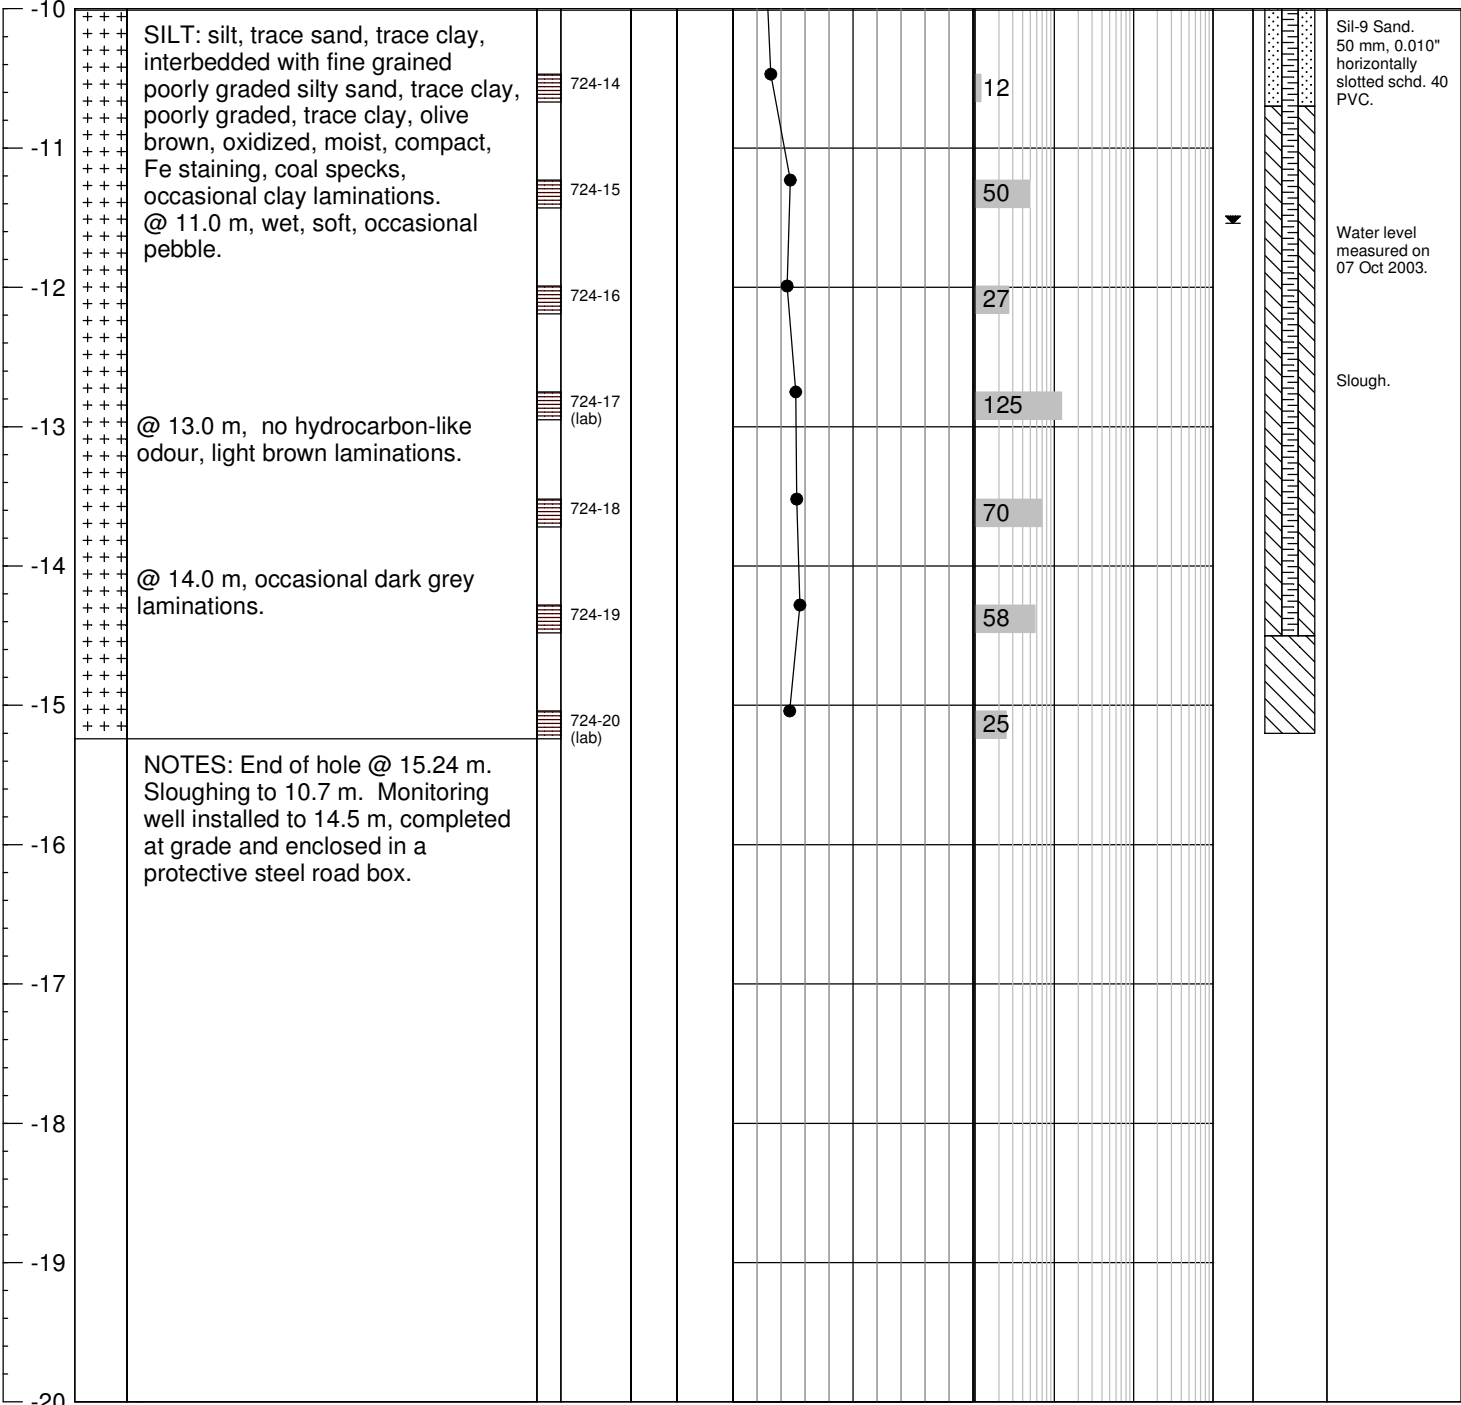 -10
-11
-12
-13
-14
-15
-16
-17
-18
-19
-20
SILT: silt, trace sand, trace clay,
interbedded with fine grained
poorly graded silty sand, trace clay,
poorly graded, trace clay, olive
brown, oxidized, moist, compact,
Fe staining, coal specks,
occasional clay laminations.
@ 11.0 m, wet, soft, occasional
pebble.
@ 13.0 m, no hydrocarbon-like
odour, light brown laminations.
@ 14.0 m, occasional dark grey
laminations.
NOTES: End of hole @ 15.24 m.
Sloughing to 10.7 m. Monitoring
well installed to 14.5 m, completed
at grade and enclosed in a
protective steel road box.
724-14
724-15
724-16
724-17
(lab)
724-18
724-19
724-20
(lab)
12
50
27
125
70
58
25
Sil-9 Sand.
50 mm, 0.010"
horizontally
slotted schd. 40
PVC.
Water level
measured on
07 Oct 2003.
Slough.